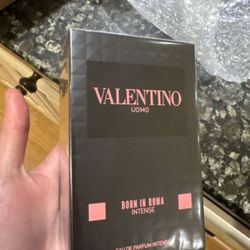 VALENTINO
UOMO
BORN IN ROMA
INTENSE
EAU DE PARFUM INTENSE